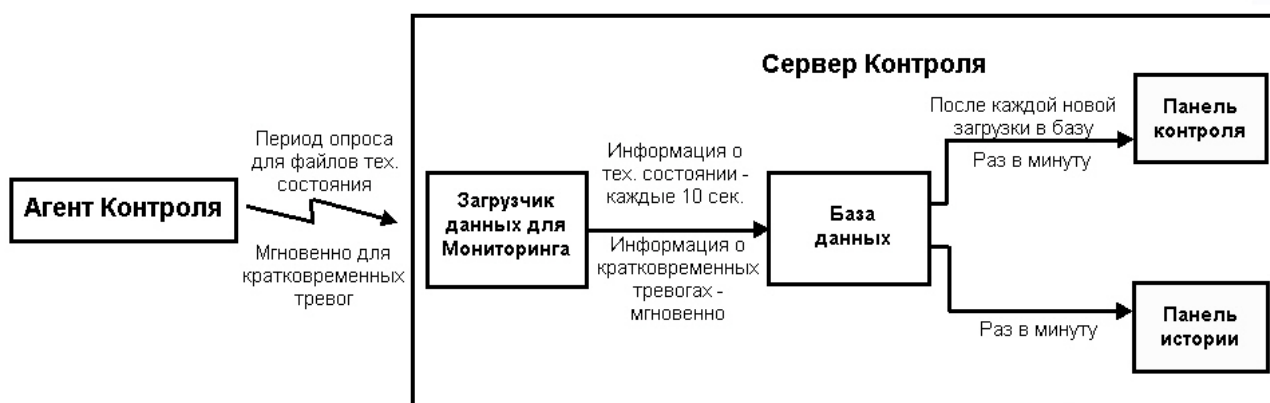 Сервер Контроля
Агент Контроля
Период опроса
для файлов тех.
состояния
Мгновенно для
кратковременных
тревог
Загрузчик
данных для
Мониторинга
Информация о
тех. состоянии -
каждые 10 сек.
Информация о
кратковременных
тревогах -
мгновенно
База
данных
После каждой новой
загрузки в базу
Раз в минуту
Панель
контроля
Раз в минуту
Панель
истории